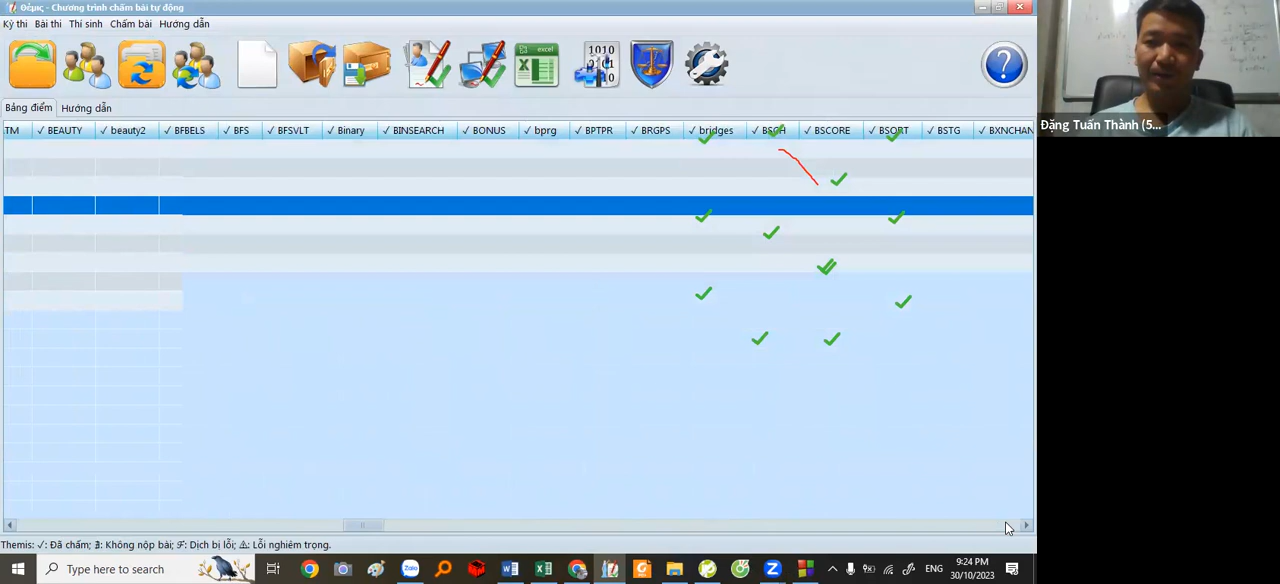 Θέμις - Chương trình chấm bài tự động
Kỳ thi Bài thi Thí sinh Chấm bài Hướng dẫn
excel
1010
Đặng Tuấn Thành (5...
Bảng điểm Hướng dẫn
TM ✓ BEAUTY ✓ beauty2 ✓ BFBELS ✓ BFS ✓ BFSVLT ✓ binary ✓ BINSEARCH ✓ BONUS ✓ bprg ✓ BPTPR ✓ BRGPS ✓ bridges ✓ BSCORE ✓ BSORT ✓ BSTG ✓ BXNCHAN
Themis: √: Đã chấm; ∄: Không nộp bài; Ғ: Dịch bị lỗi; ⚠: Lỗi nghiêm trọng.
Type here to search
Zalo
ENG
9:24 PM
30/10/2023